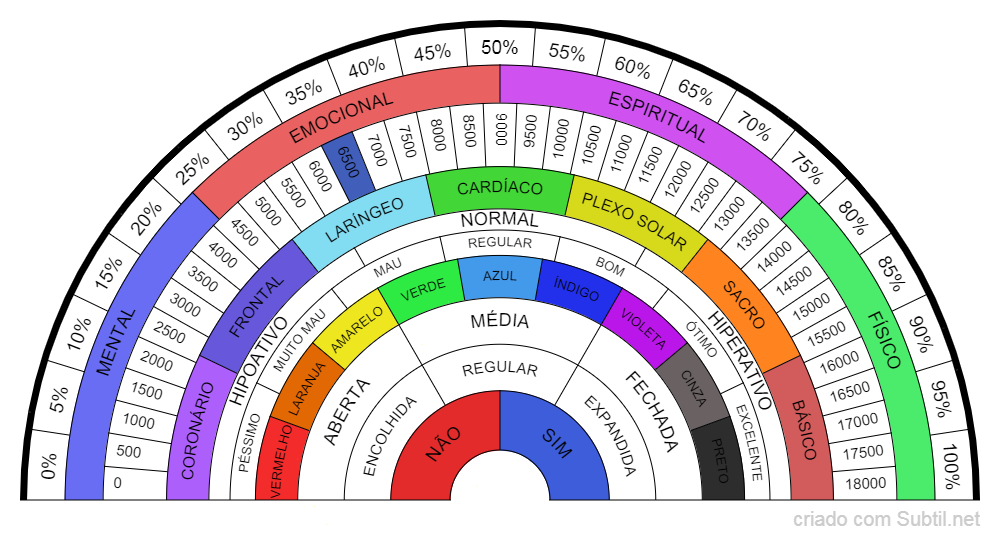 0%
5%
10%
15%
20%
25%
30%
35%
40%
45%
50%
55%
60%
65%
70%
75%
80%
85%
90%
95%
100%
MENTAL
EMOCIONAL
ESPIRITUAL
FÍSICO
0
500
1000
1500
2000
2500
3000
3500
4000
4500
5000
5500
6000
6500
7000
7500
8000
8500
9000
9500
10000
10500
11000
11500
12000
12500
13000
13500
14000
14500
15000
15500
16000
16500
17000
17500
18000
CORONÁRIO
FRONTAL
LARÍNGEO
CARDÍACO
PLEXO SOLAR
SACRO
BÁSICO
HIPOATIVO
NORMAL
HIPERATIVO
PÉSSIMO
MUITO MAU
MAU
REGULAR
BOM
ÓTIMO
EXCELENTE
VERMELHO
LARANJA
AMARELO
VERDE
AZUL
ÍNDIGO
VIOLETA
CINZA
PRETO
ABERTA
MÉDIA
FECHADA
ENCOLHIDA
REGULAR
EXPANDIDA
NÃO
SIM
criado com Subtil.net